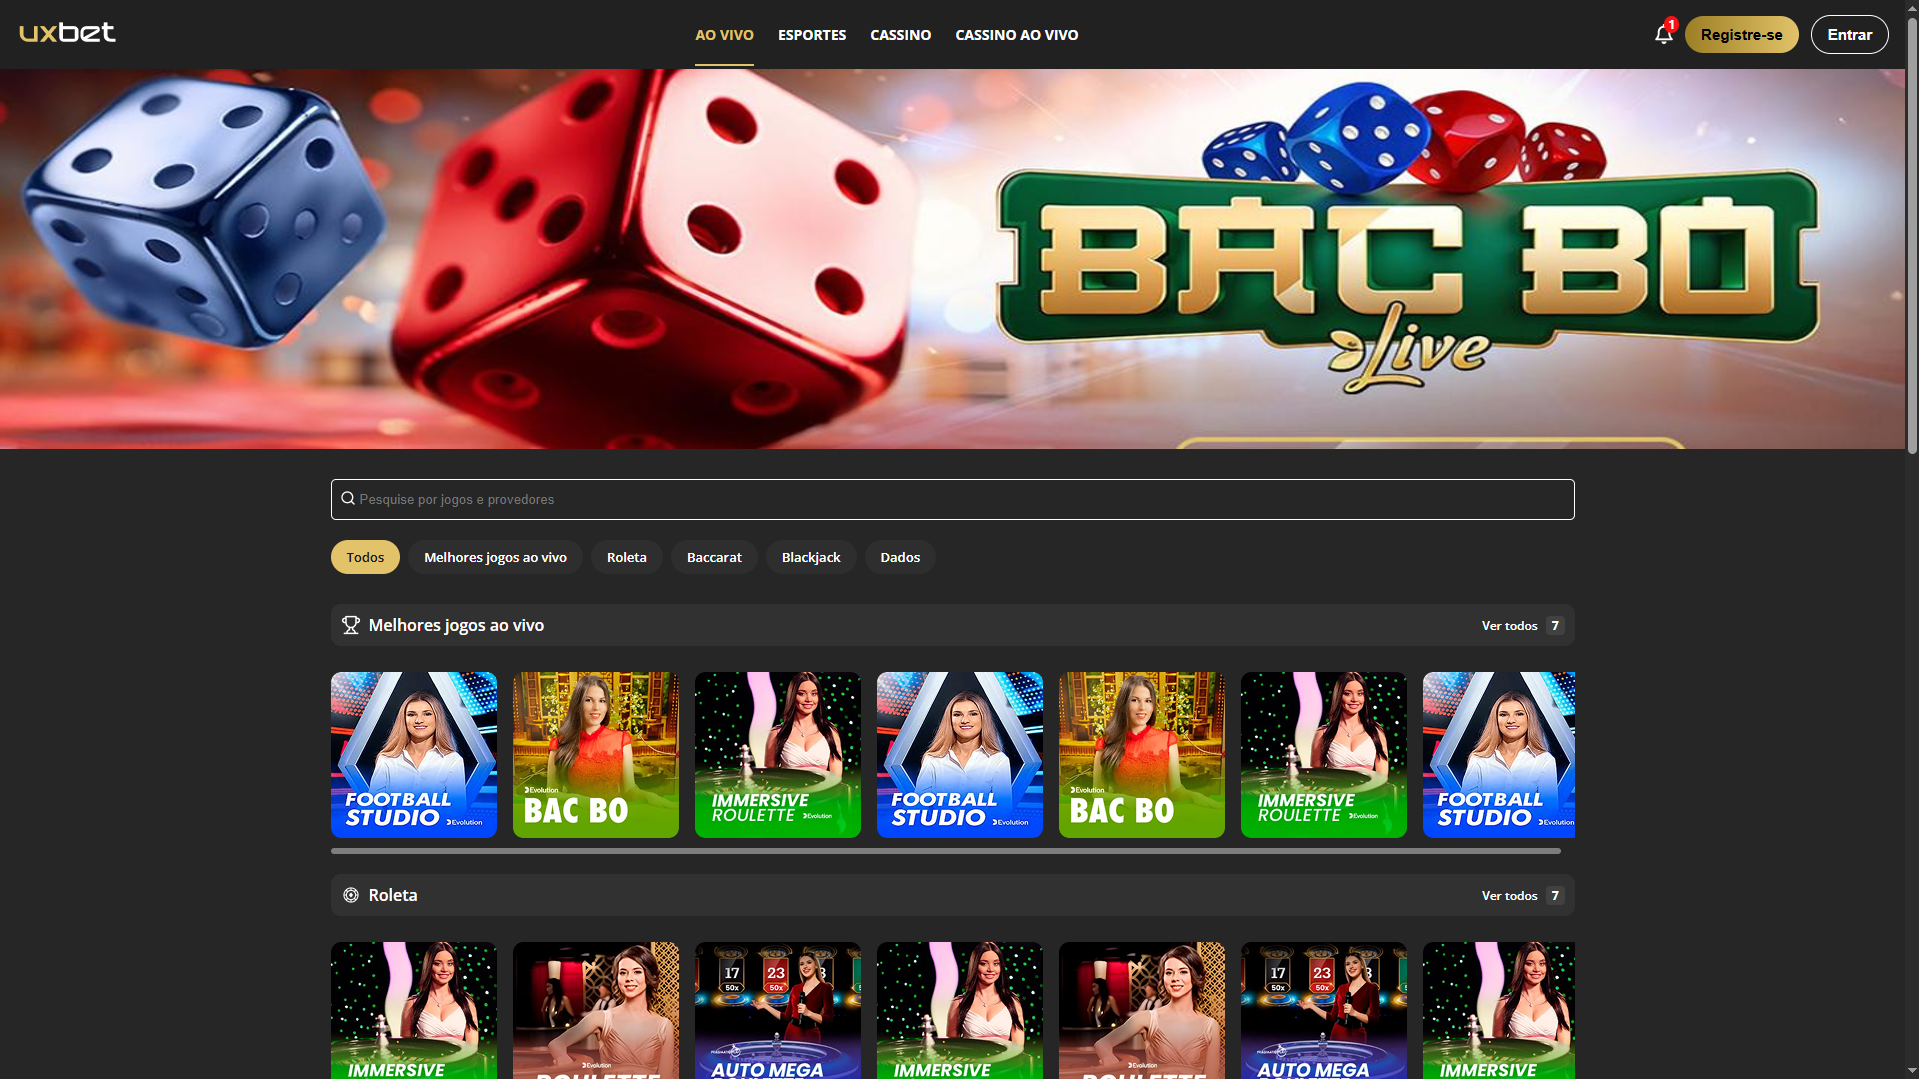 uxbet
AO VIVO ESPORTES CASSINO CASSINO AO VIVO
1
Registre-se
Entrar
BAC BO
Live
Pesquise por jogos e provedores
Todos Melhores jogos ao vivo Roleta Baccarat Blackjack Dados
Melhores jogos ao vivo
Ver todos 7
FOOTBALL
STUDIO
Evolution
Evolution
BAC BO
IMMERSIVE
ROULETTE Evolution
FOOTBALL
STUDIO
Evolution
Evolution
BAC BO
IMMERSIVE
ROULETTE Evolution
FOOTBALL
STUDIO
Evolution
Roleta
Ver todos 7
IMMERSIVE
Evolution
ROULETTE
17 23
50x 50x
AUTO MEGA
IMMERSIVE
Evolution
ROULETTE
17 23
50x 50x
AUTO MEGA
IMMERSIVE